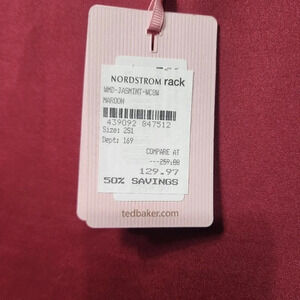 NORDSTROM rack
WMD-JASMINT-WC8W
MAROON
439092 847512
Size: 2S1
Dept: 169
COMPARE AT
---259.00
129.97
50% SAVINGS
tedbaker.com